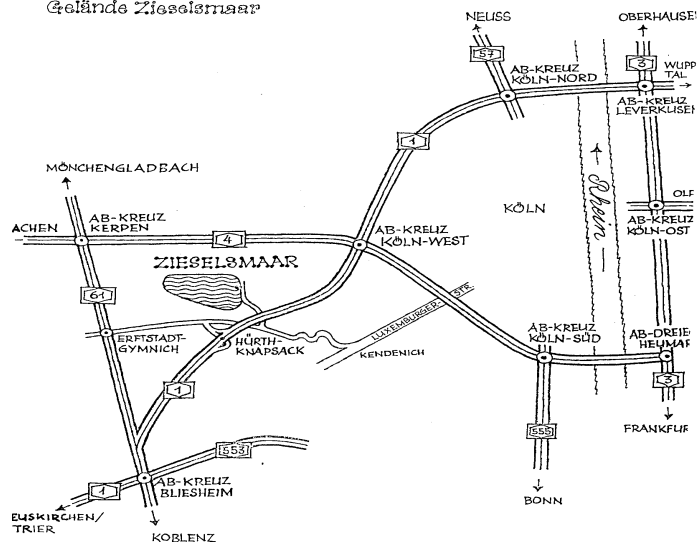 Gelände Zieselsmaar
NEUSS
OBERHAUSE
57
3
WUPP
TAL
AB-KREUZ
KÖLN-NORD
AB-KREUZ
LEVERKUSEN
1
MÖNCHENGLADBACH
Rhein
KÖLN
OLP
ACHEN
AB-KREUZ
KERPEN
4
AB-KREUZ
KÖLN-WEST
AB-KREUZ
KÖLN-OST
ZIESELSMAAR
61
LUXEMBURGER-STR
ERFTSTADT-
GYMNICH
HÜRTH-
KNAPSACK
KENDENICH
AB-KREUZ
KÖLN-SÜD
AB-DREIE
HEUMAR
1
3
555
FRANKFUR
553
1
AB-KREUZ
BLIESHEIM
BONN
EUSKIRCHEN/
TRIER
KOBLENZ